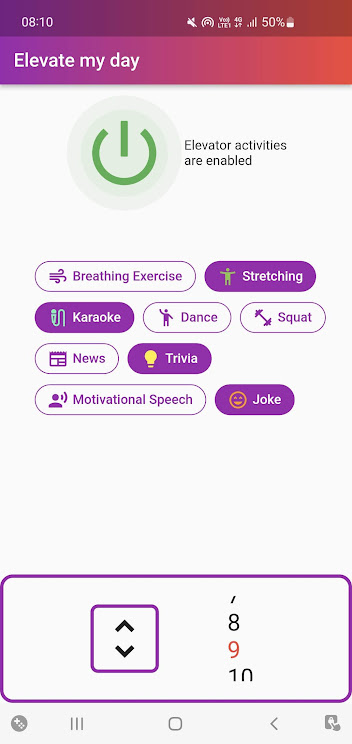 08:10 Vo)) 4G LTE1 50%
Elevate my day
Elevator activities
are enabled
Breathing Exercise Stretching
Karaoke Dance Squat
News Trivia
Motivational Speech Joke
8
9
10